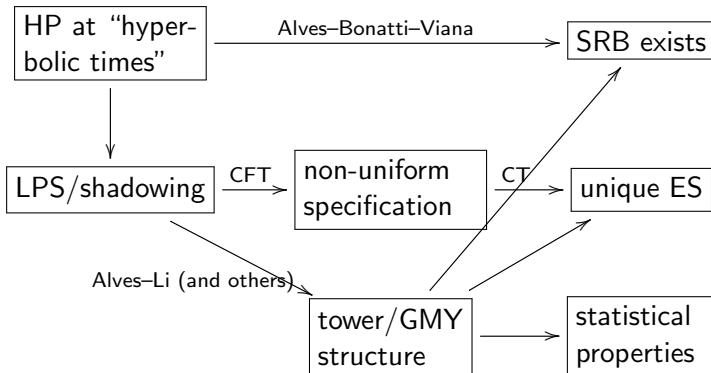 HP at “hyper-
bolic times”
Alves–Bonatti–Viana
SRB exists
LPS/shadowing
CFT
non-uniform
specification
CT
unique ES
Alves–Li (and others)
tower/GMY
structure
statistical
properties